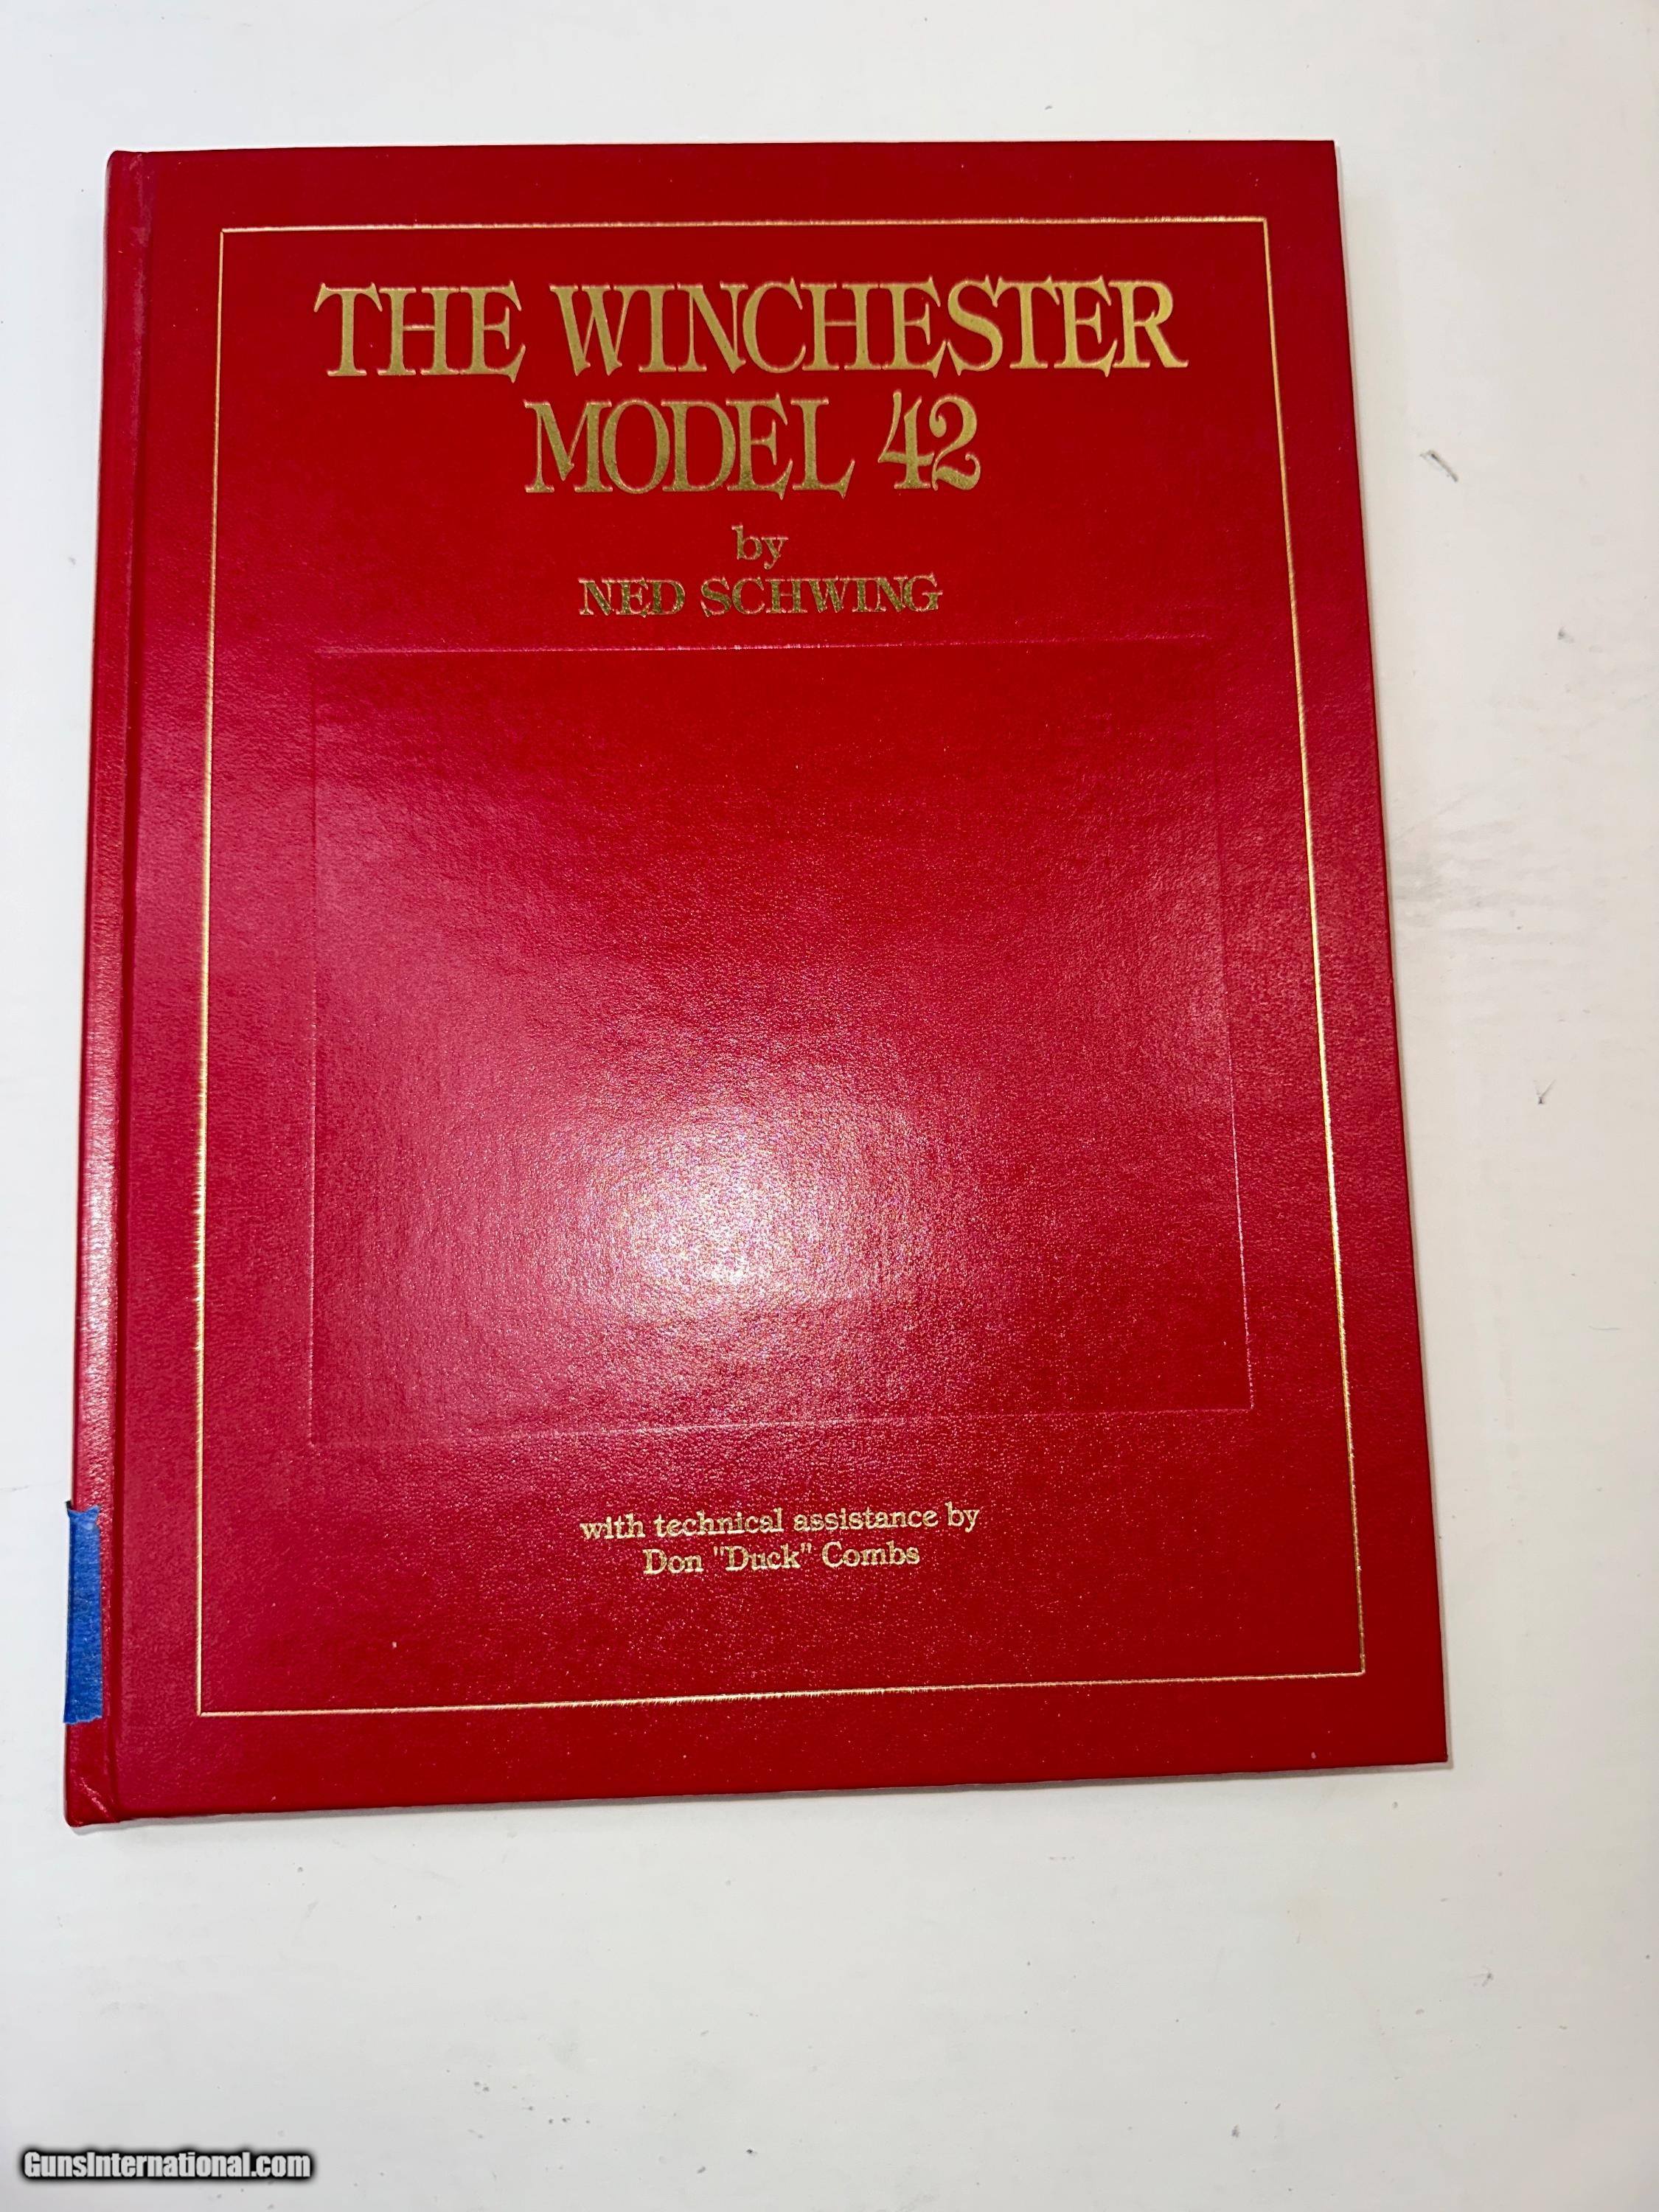 THE WINCHESTER
MODEL 42
by
NED SCHWING
with technical assistance by
Don "Duck" Combs
GunsInternational.com